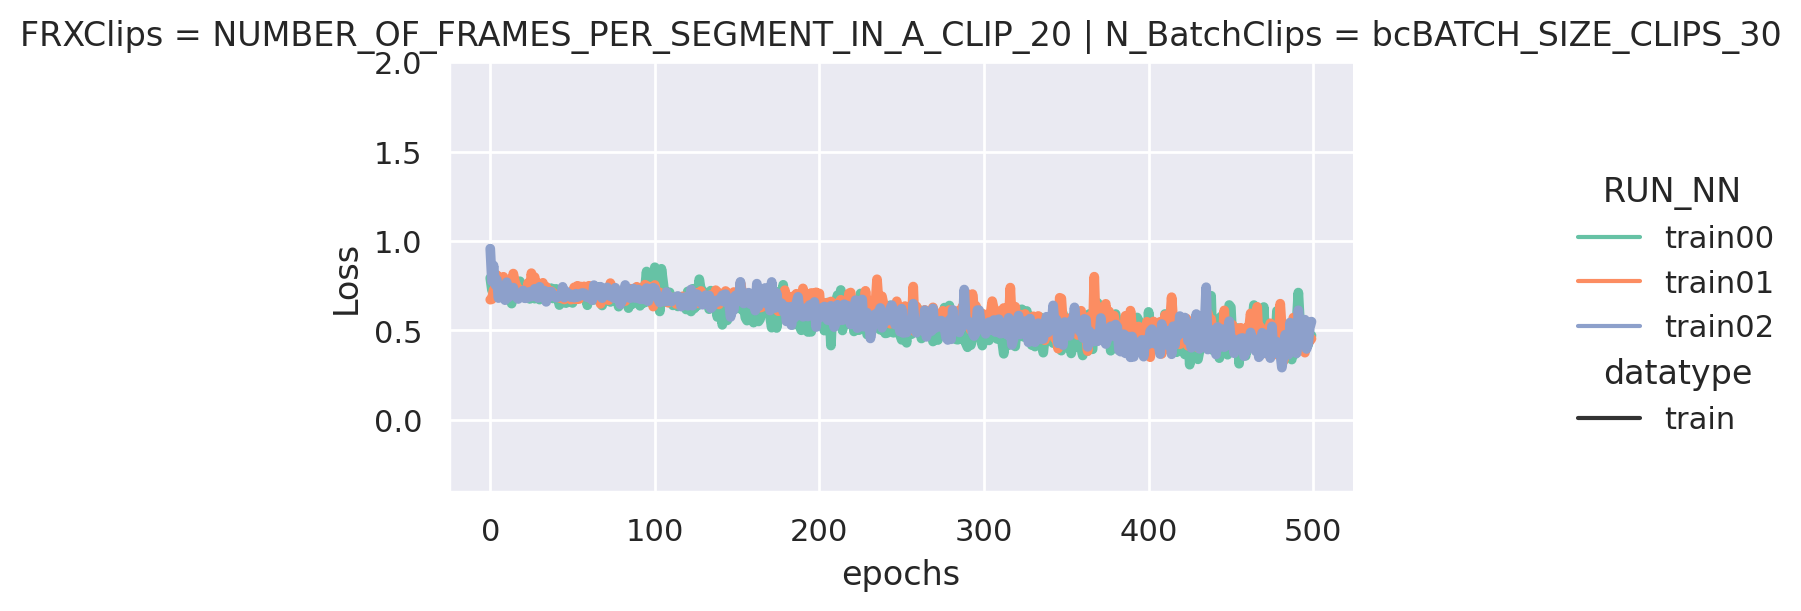 FRXClips = NUMBER_OF_FRAMES_PER_SEGMENT_IN_A_CLIP_20 | N_BatchClips = bcBATCH_SIZE_CLIPS_30
2.0
1.5
1.0
0.5
0.0
Loss
0 100 200 300 400 500
epochs
RUN_NN
train00
train01
train02
datatype
train